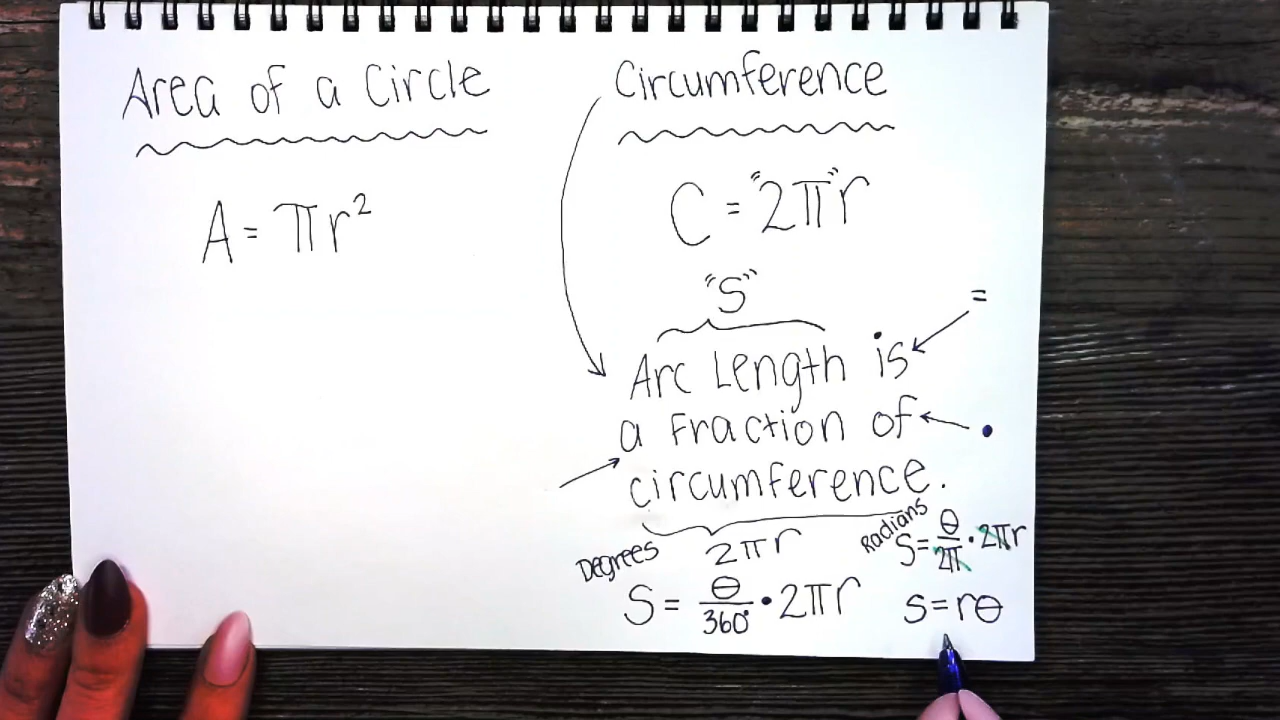 Area of a Circle
A = πr²
Circumference
C = "2π"r
"S"
=
Arc Length is
a Fraction of
•
circumference.
2πr
Degrees
S = θ/360° • 2πr
Radians
S = θ/2π • 2πr
S = rθ